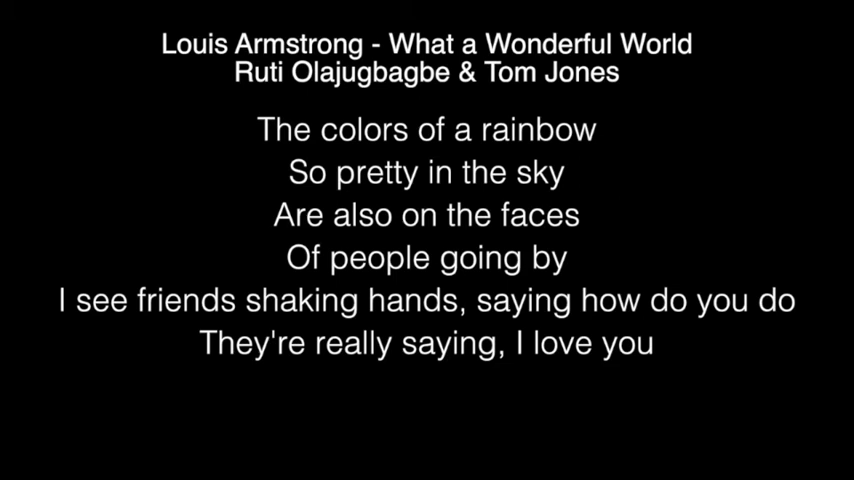 Louis Armstrong - What a Wonderful World
Ruti Olajugbagbe & Tom Jones
The colors of a rainbow
So pretty in the sky
Are also on the faces
Of people going by
I see friends shaking hands, saying how do you do
They're really saying, I love you